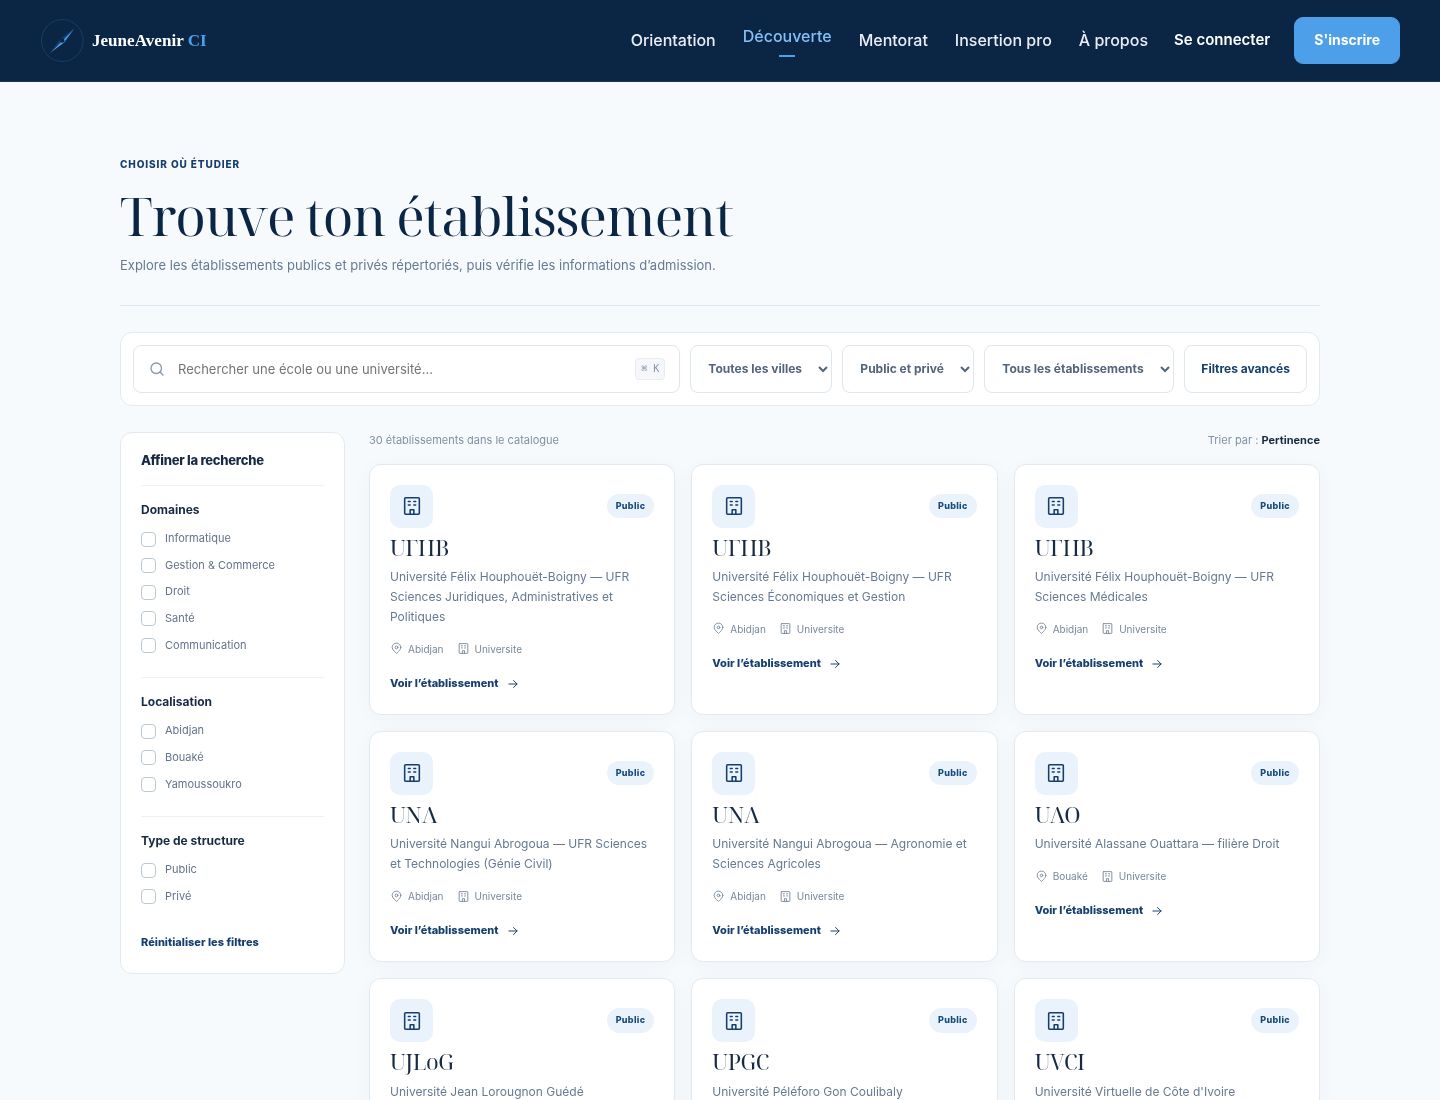 JeuneAvenir CI
Orientation
Découverte
Mentorat
Insertion pro
À propos
Se connecter
S'inscrire
CHOISIR OÙ ÉTUDIER
Trouve ton établissement
Explore les établissements publics et privés répertoriés, puis vérifie les informations d’admission.
Rechercher une école ou une université...
⌘ K
Toutes les villes
Public et privé
Tous les établissements
Filtres avancés
Affiner la recherche
Domaines
Informatique
Gestion & Commerce
Droit
Santé
Communication
Localisation
Abidjan
Bouaké
Yamoussoukro
Type de structure
Public
Privé
Réinitialiser les filtres
30 établissements dans le catalogue
Trier par : Pertinence
Public
UFHB
Université Félix Houphouët-Boigny — UFR
Sciences Juridiques, Administratives et
Politiques
Abidjan
Universite
Voir l’établissement →
Public
UFHB
Université Félix Houphouët-Boigny — UFR
Sciences Économiques et Gestion
Abidjan
Universite
Voir l’établissement →
Public
UFHB
Université Félix Houphouët-Boigny — UFR
Sciences Médicales
Abidjan
Universite
Voir l’établissement →
Public
UNA
Université Nangui Abrogoua — UFR Sciences
et Technologies (Génie Civil)
Abidjan
Universite
Voir l’établissement →
Public
UNA
Université Nangui Abrogoua — Agronomie et
Sciences Agricoles
Abidjan
Universite
Voir l’établissement →
Public
UAO
Université Alassane Ouattara — filière Droit
Bouaké
Universite
Voir l’établissement →
Public
UJLoG
Université Jean Lorougnon Guédé
Public
UPGC
Université Péléforo Gon Coulibaly
Public
UVCI
Université Virtuelle de Côte d'Ivoire